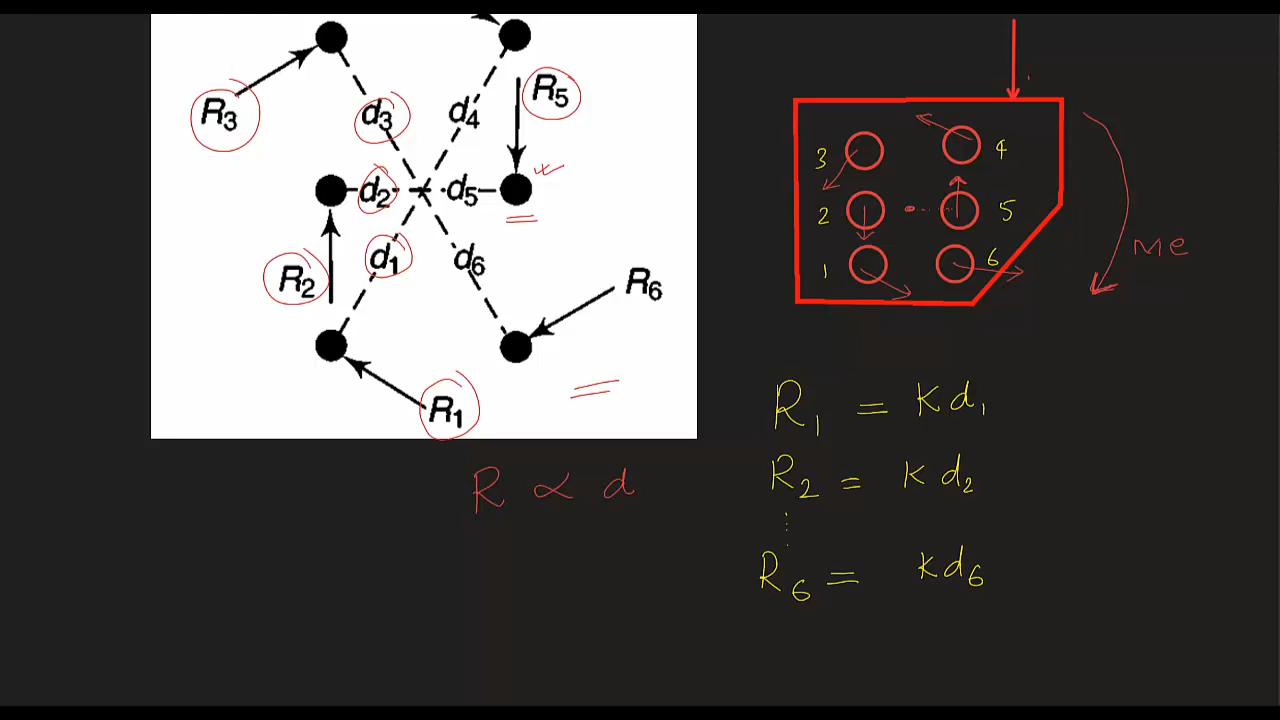 R3 d3 d4 R5
d2 d5
R2 d1 d6 R6
R1
3 4
2 5
1 6
Me
R ∝ d
R1 = Kd1
R2 = Kd2
⋮
R6 = Kd6